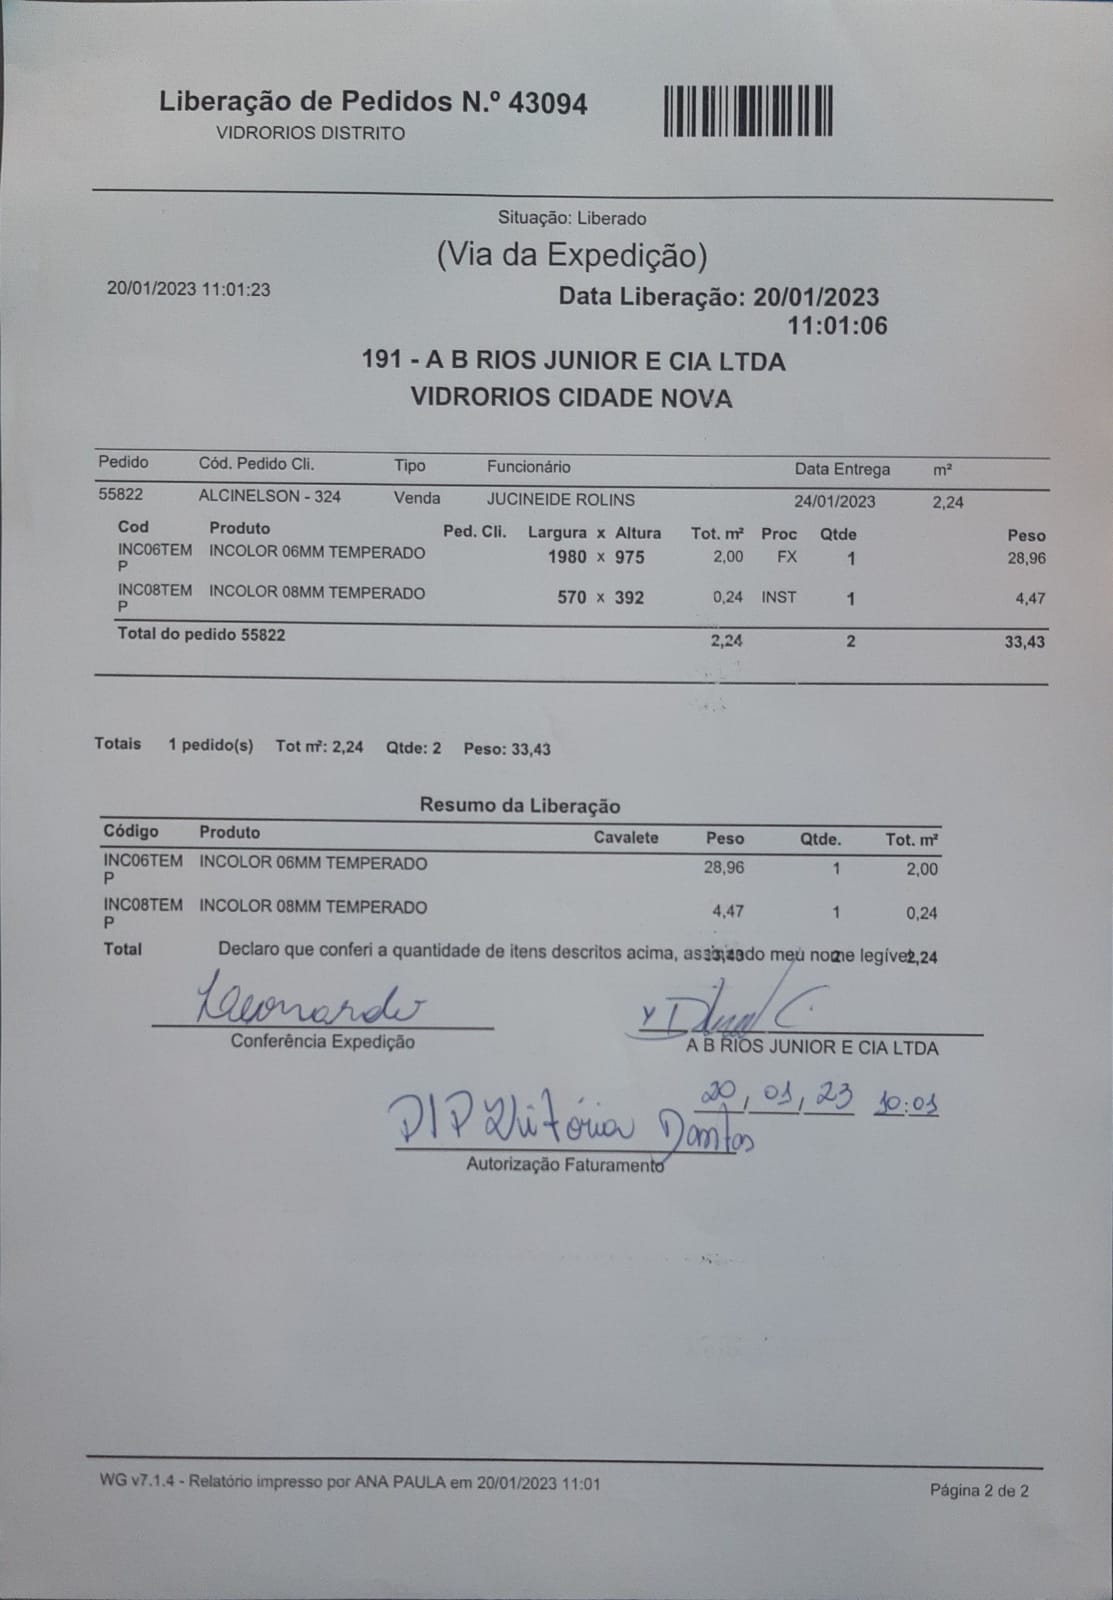 Liberação de Pedidos N.º 43094
VIDRORIOS DISTRITO
Situação: Liberado
(Via da Expedição)
20/01/2023 11:01:23
Data Liberação: 20/01/2023
11:01:06
191 - A B RIOS JUNIOR E CIA LTDA
VIDRORIOS CIDADE NOVA
Pedido Cód. Pedido Cli. Tipo Funcionário Data Entrega m²
55822 ALCINELSON - 324 Venda JUCINEIDE ROLINS 24/01/2023 2,24
Cod Produto Ped. Cli. Largura x Altura Tot. m² Proc Qtde Peso
INC06TEM INCOLOR 06MM TEMPERADO 1980 x 975 2,00 FX 1 28,96
P
INC08TEM INCOLOR 08MM TEMPERADO 570 x 392 0,24 INST 1 4,47
P
Total do pedido 55822 2,24 2 33,43
Totais 1 pedido(s) Tot m²: 2,24 Qtde: 2 Peso: 33,43
Resumo da Liberação
Código Produto Cavalete Peso Qtde. Tot. m²
INC06TEM INCOLOR 06MM TEMPERADO 28,96 1 2,00
P
INC08TEM INCOLOR 08MM TEMPERADO 4,47 1 0,24
P
Total Declaro que conferi a quantidade de itens descritos acima, assinando meu nome legível 2,24
Leonardo
Conferência Expedição
A B RIOS JUNIOR E CIA LTDA
20, 01, 23 10:01
DIP Vitória Dantas
Autorização Faturamento
WG v7.1.4 - Relatório impresso por ANA PAULA em 20/01/2023 11:01
Página 2 de 2